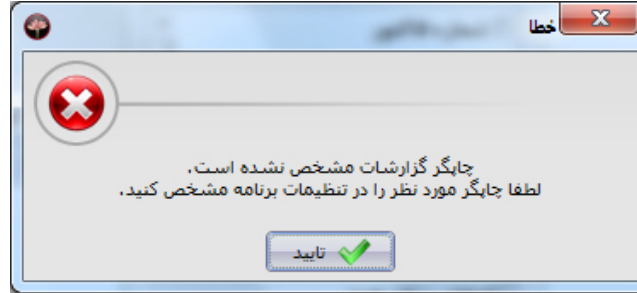 خطا
چاپگر گزارشات مشخص نشده است.
لطفا چاپگر مورد نظر را در تنظیمات برنامه مشخص کنید.
تایید